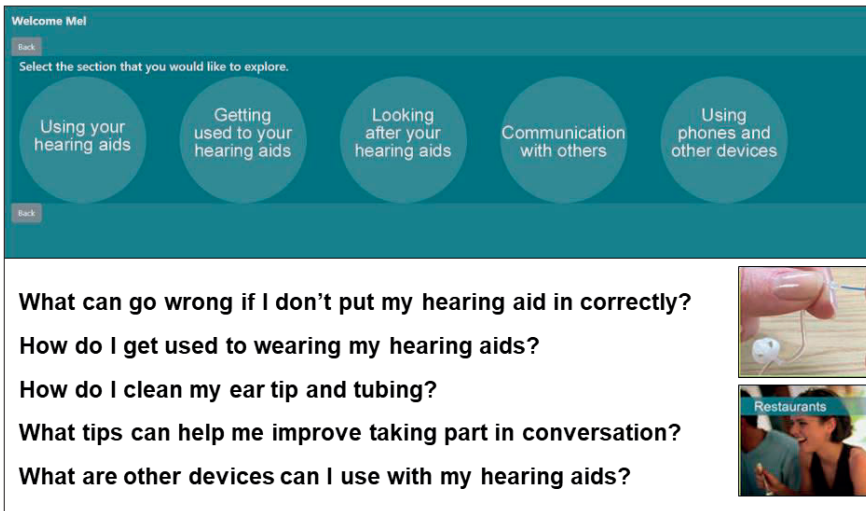 Welcome Mel
Back
Select the section that you would like to explore.
Using your
hearing aids
Getting
used to your
hearing aids
Looking
after your
hearing aids
Communication
with others
Using
phones and
other devices
Back
What can go wrong if I don’t put my hearing aid in correctly?
How do I get used to wearing my hearing aids?
How do I clean my ear tip and tubing?
What tips can help me improve taking part in conversation?
What are other devices can I use with my hearing aids?
Restaurants